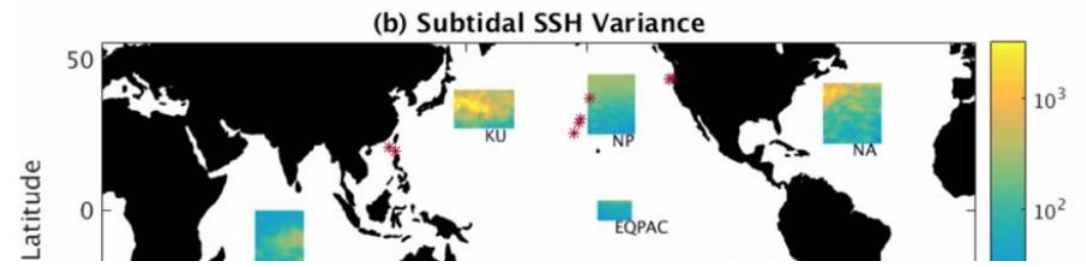 (b) Subtidal SSH Variance
50
KU
NP
NA
10³
Latitude
0
EQPAC
10²